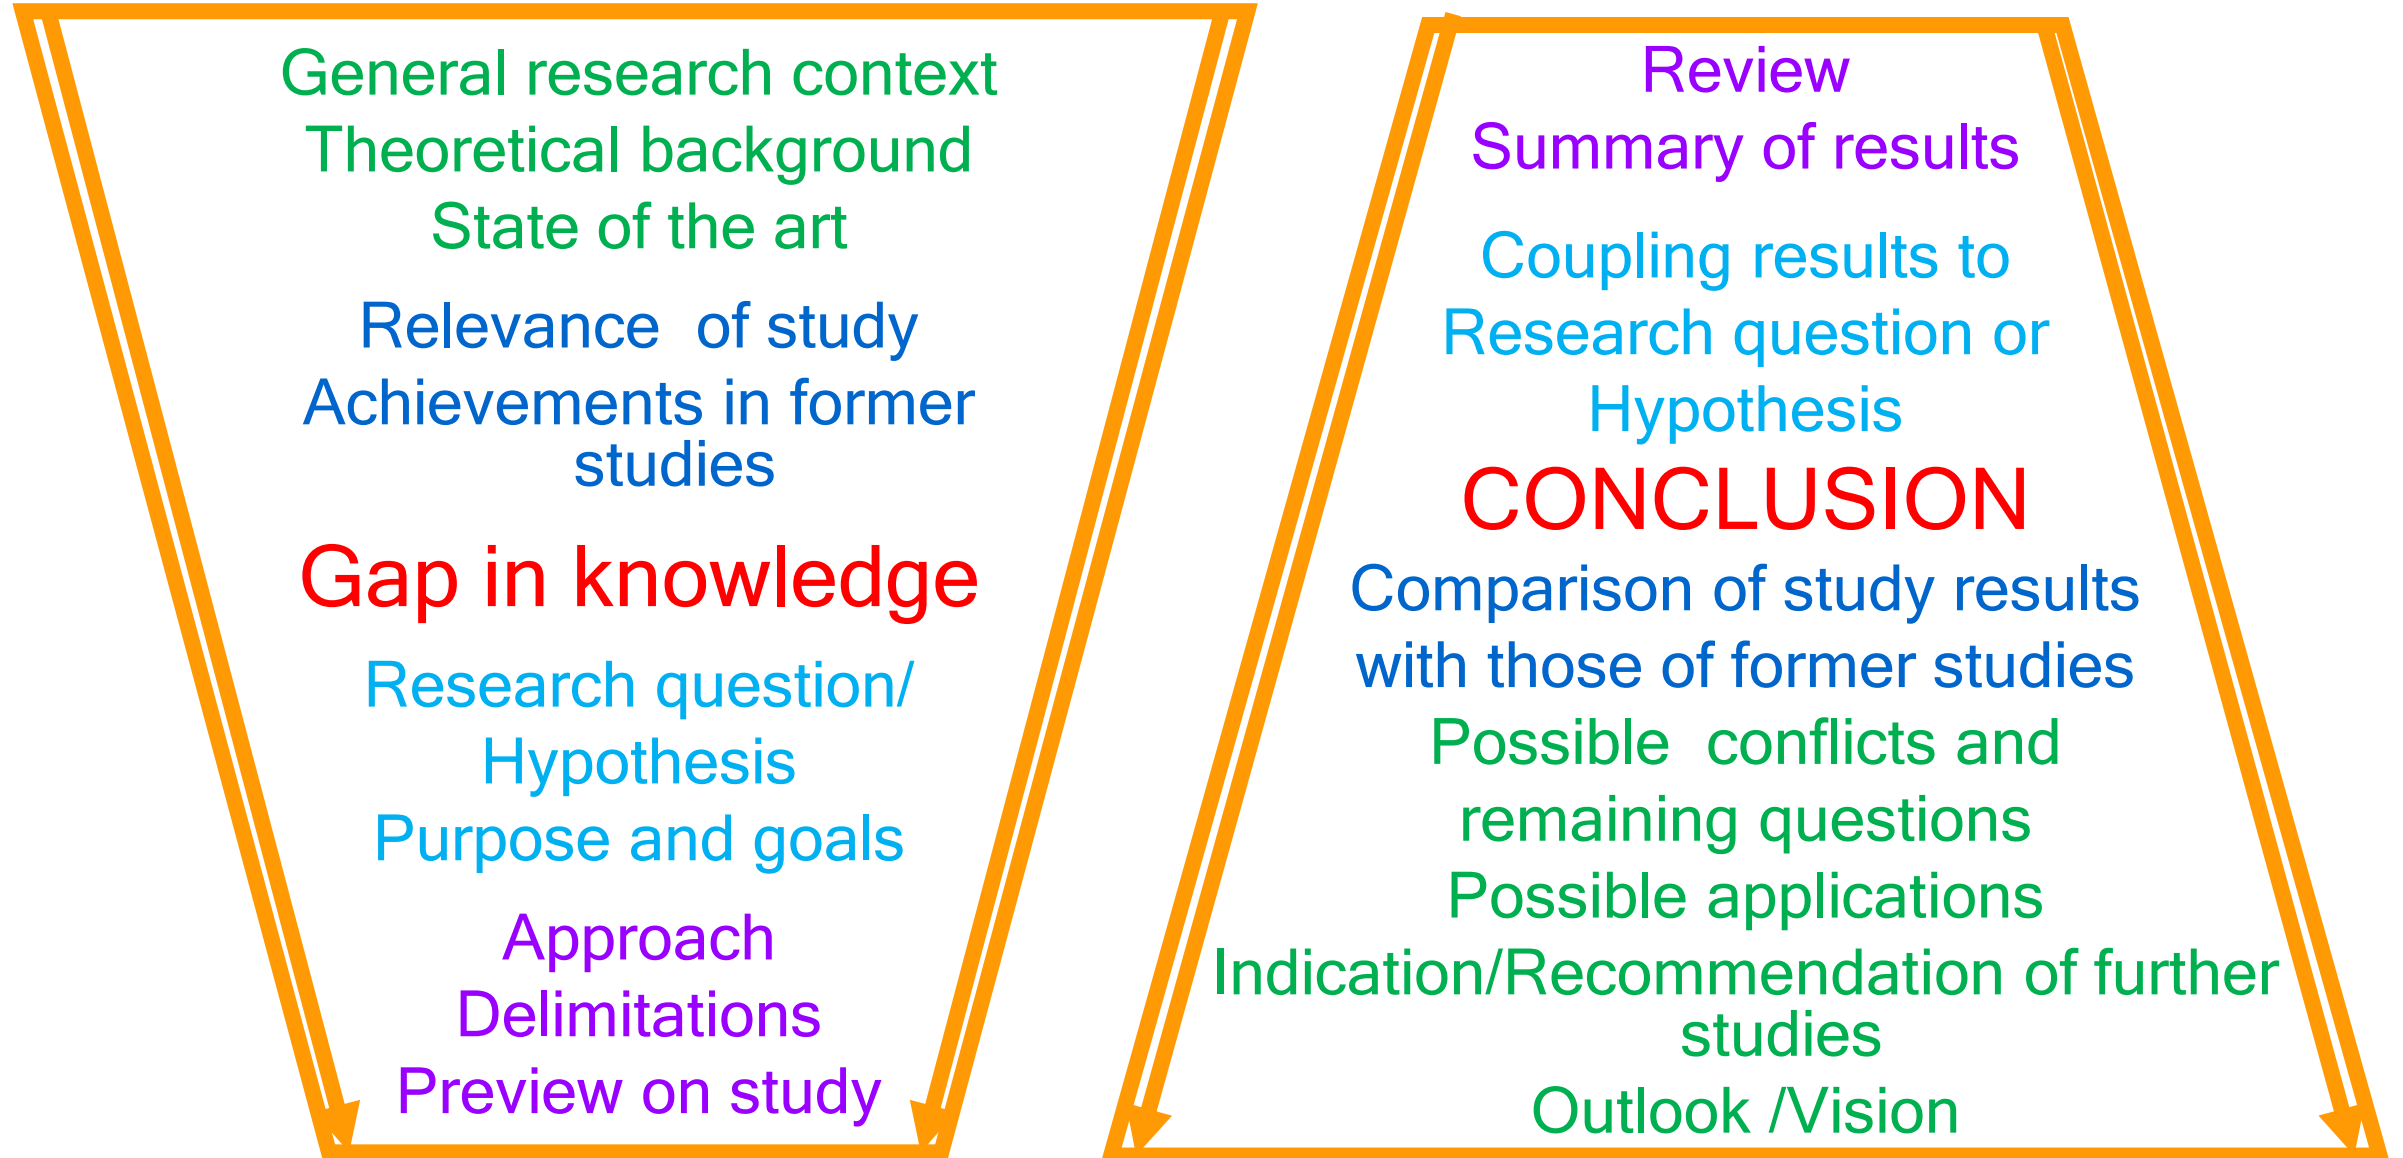 General research context
Theoretical background
State of the art
Relevance  of study
Achievements in former
studies
Gap in knowledge
Research question/
Hypothesis
Purpose and goals
Approach
Delimitations
Preview on study
Review
Summary of results
Coupling results to
Research question or
Hypothesis
CONCLUSION
Comparison of study results
with those of former studies
Possible  conflicts and
remaining questions
Possible applications
Indication/Recommendation of further
studies
Outlook /Vision